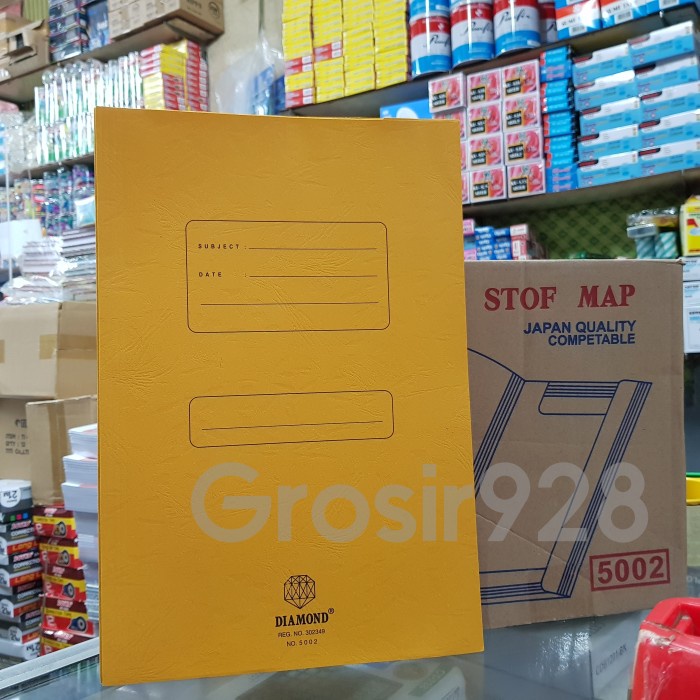 SUBJECT :
DATE :
DIAMOND®
REG. NO. 302349
NO. 5002
STOF MAP
JAPAN QUALITY
COMPETABLE
5002
Grosir928